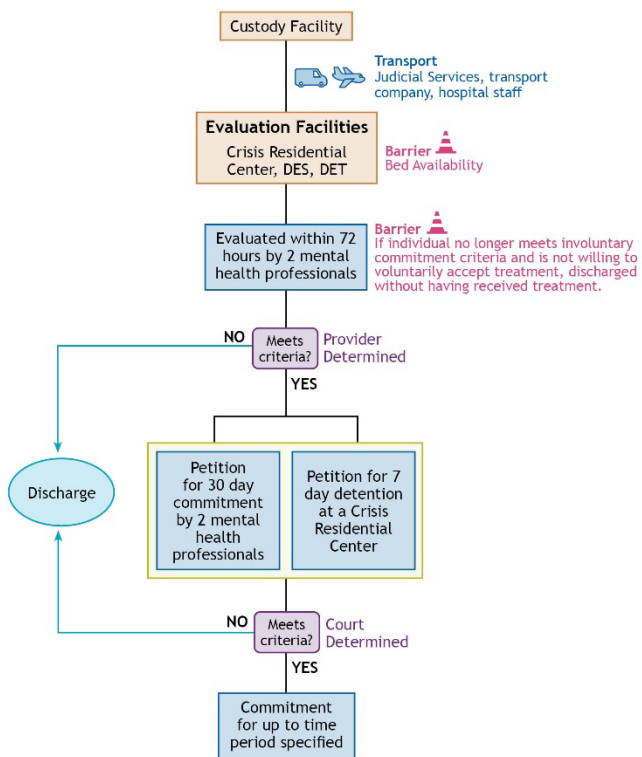 Custody Facility
Transport
Judicial Services, transport
company, hospital staff
Evaluation Facilities
Crisis Residential
Center, DES, DET
Barrier
Bed Availability
Evaluated within 72
hours by 2 mental
health professionals
Barrier
If individual no longer meets involuntary
commitment criteria and is not willing to
voluntarily accept treatment, discharged
without having received treatment.
NO
Meets
criteria?
Provider
Determined
YES
Petition
for 30 day
commitment
by 2 mental
health
professionals
Petition for 7
day detention
at a Crisis
Residential
Center
Discharge
NO
Meets
criteria?
Court
Determined
YES
Commitment
for up to time
period specified